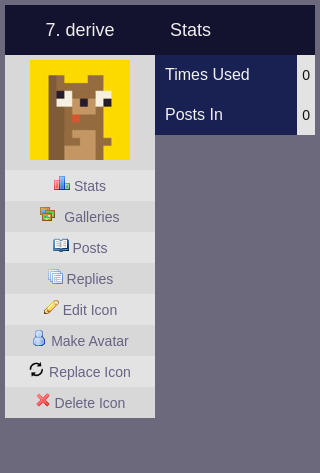 7. derive
Stats
Galleries
Posts
Replies
Edit Icon
Make Avatar
Replace Icon
Delete Icon
Stats
Times Used 0
Posts In 0